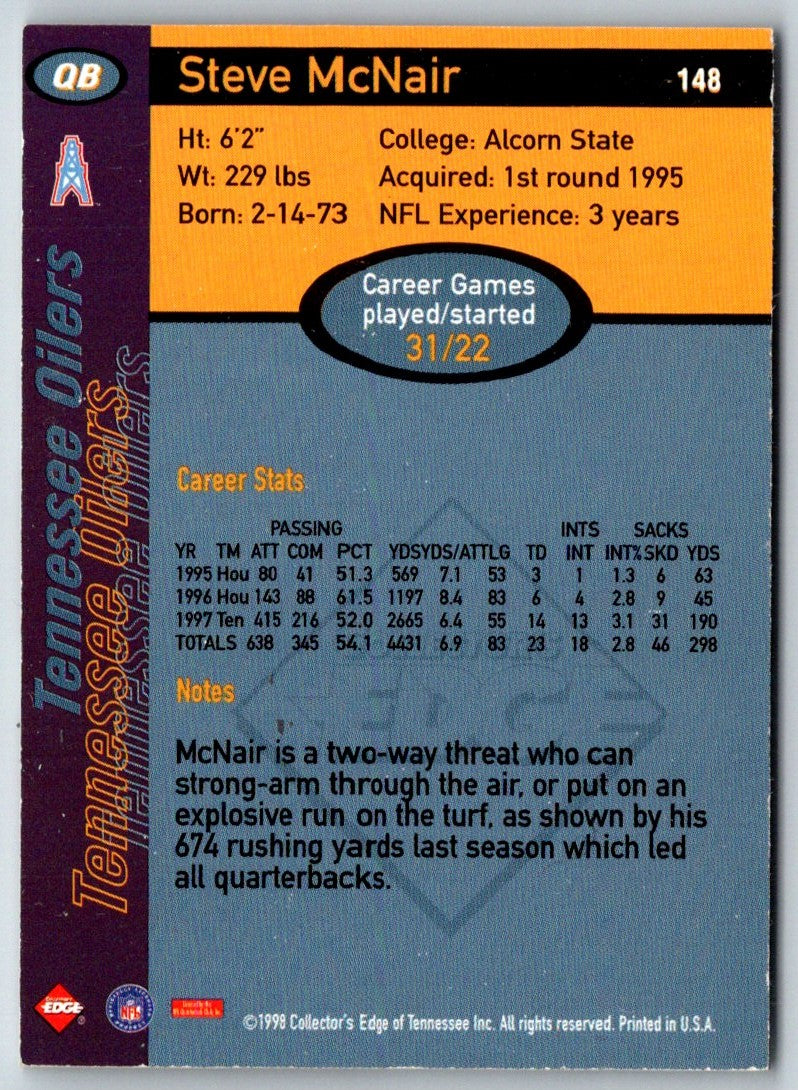 QB
Steve McNair 148
Ht: 6'2" College: Alcorn State
Wt: 229 lbs Acquired: 1st round 1995
Born: 2-14-73 NFL Experience: 3 years
Career Games
played/started
31/22
Tennessee Oilers
Tennessee Oilers
Tennessee Oilers
Career Stats
PASSING INTS SACKS
YR TM ATT COM PCT YDS YDS/ATT LG TD INT INT% SKD YDS
1995 Hou 80 41 51.3 569 7.1 53 3 1 1.3 6 63
1996 Hou 143 88 61.5 1197 8.4 83 6 4 2.8 9 45
1997 Ten 415 216 52.0 2665 6.4 55 14 13 3.1 31 190
TOTALS 638 345 54.1 4431 6.9 83 23 18 2.8 46 298
Notes
EDGE
McNair is a two-way threat who can
strong-arm through the air, or put on an
explosive run on the turf, as shown by his
674 rushing yards last season which led
all quarterbacks.
EDGE
NFL
©1998 Collector's Edge of Tennessee Inc. All rights reserved. Printed in U.S.A.